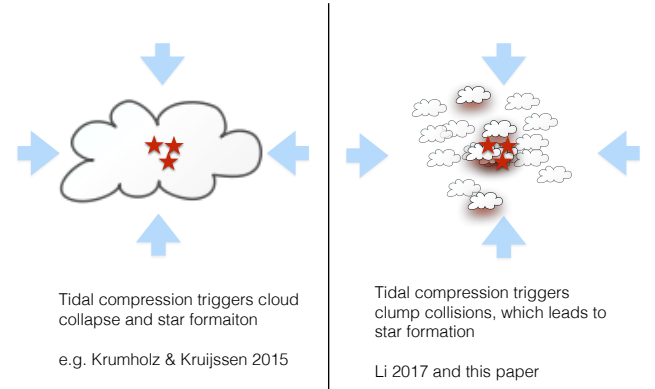 Tidal compression triggers cloud
collapse and star formaiton
e.g. Krumholz & Kruijssen 2015
Tidal compression triggers
clump collisions, which leads to
star formation
Li 2017 and this paper